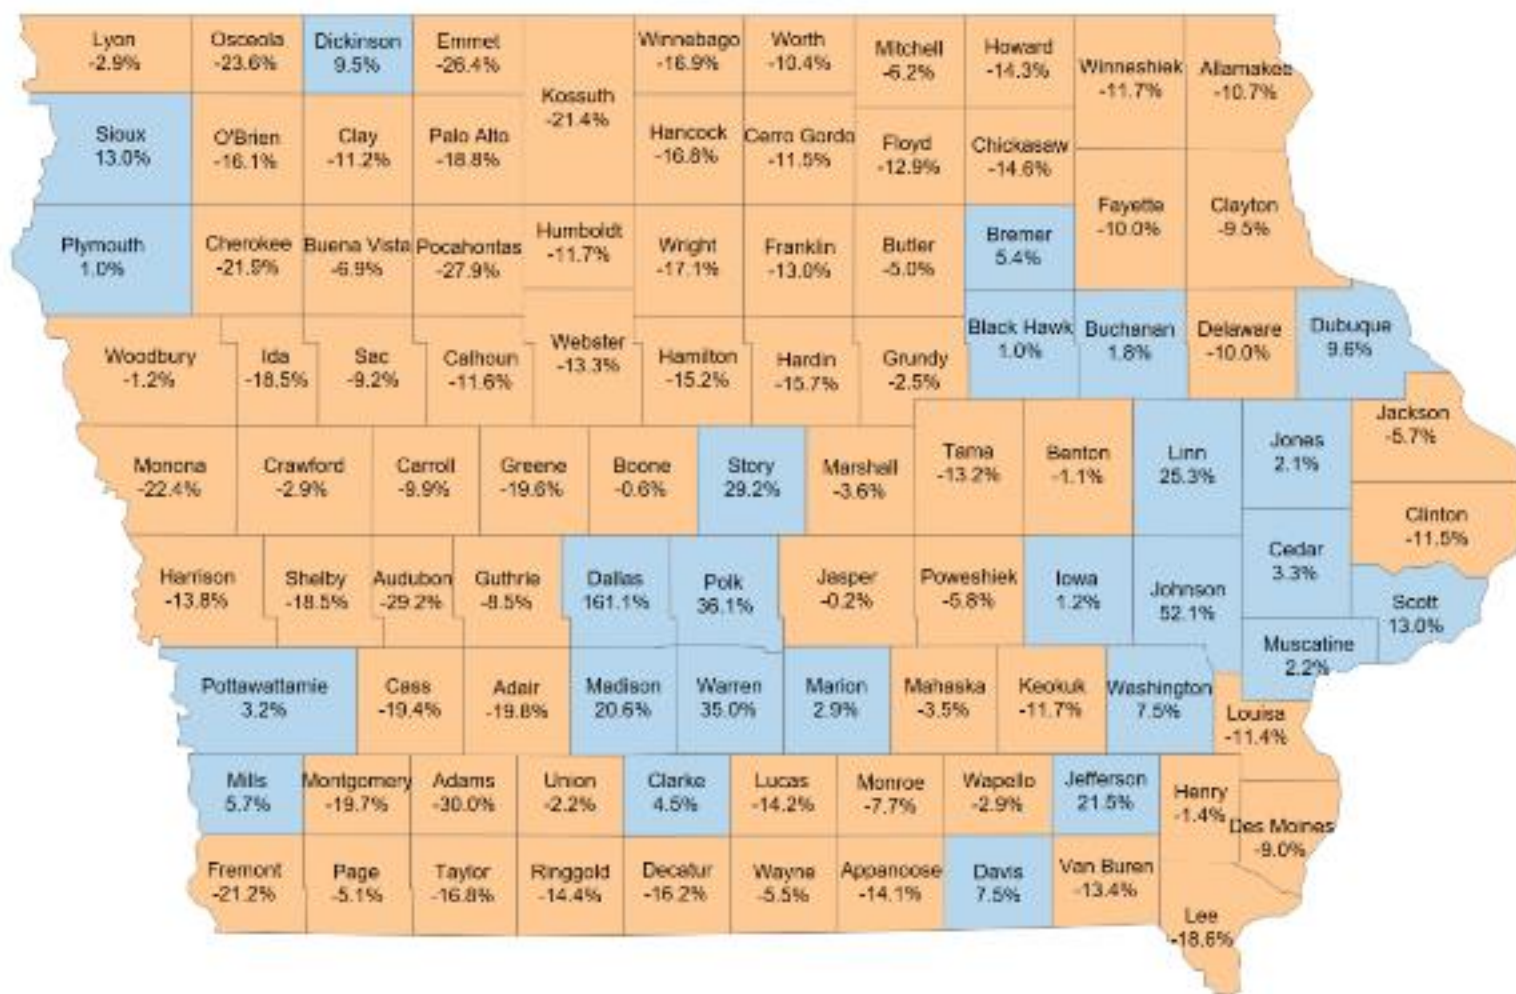 Lyon
-2.9%
Osceola
-23.6%
Dickinson
9.5%
Emmet
-26.4%
Kossuth
-21.4%
Winnebago
-16.9%
Worth
-10.4%
Mitchell
-6.2%
Howard
-14.3%
Winneshiek
-11.7%
Allamakee
-10.7%
Sioux
13.0%
O'Brien
-16.1%
Clay
-11.2%
Palo Alto
-18.8%
Hancock
-16.8%
Cerro Gordo
-11.5%
Floyd
-12.9%
Chickasaw
-14.6%
Fayette
-10.0%
Clayton
-9.5%
Plymouth
1.0%
Cherokee
-21.9%
Buena Vista
-6.9%
Pocahontas
-27.9%
Humboldt
-11.7%
Wright
-17.1%
Franklin
-13.0%
Butler
-5.0%
Bremer
5.4%
Woodbury
-1.2%
Ida
-18.5%
Sac
-9.2%
Calhoun
-11.6%
Webster
-13.3%
Hamilton
-15.2%
Hardin
-15.7%
Grundy
-2.5%
Black Hawk
1.0%
Buchanan
1.8%
Delaware
-10.0%
Dubuque
9.6%
Monona
-22.4%
Crawford
-2.9%
Carroll
-9.9%
Greene
-19.6%
Boone
-0.6%
Story
29.2%
Marshall
-3.6%
Tama
-13.2%
Benton
-1.1%
Linn
25.3%
Jones
2.1%
Jackson
-5.7%
Clinton
-11.5%
Harrison
-13.8%
Shelby
-18.5%
Audubon
-29.2%
Guthrie
-8.5%
Dallas
161.1%
Polk
36.1%
Jasper
-0.2%
Poweshiek
-5.8%
Iowa
1.2%
Johnson
52.1%
Cedar
3.3%
Scott
13.0%
Muscatine
2.2%
Pottawattamie
3.2%
Cass
-19.4%
Adair
-19.8%
Madison
20.6%
Warren
35.0%
Marion
2.9%
Mahaska
-3.5%
Keokuk
-11.7%
Washington
7.5%
Louisa
-11.4%
Mills
5.7%
Montgomery
-19.7%
Adams
-30.0%
Union
-2.2%
Clarke
4.5%
Lucas
-14.2%
Monroe
-7.7%
Wapello
-2.9%
Jefferson
21.5%
Henry
-1.4%
Des Moines
-9.0%
Fremont
-21.2%
Page
-5.1%
Taylor
-16.8%
Ringgold
-14.4%
Decatur
-16.2%
Wayne
-5.5%
Appanoose
-14.1%
Davis
7.5%
Van Buren
-13.4%
Lee
-18.6%